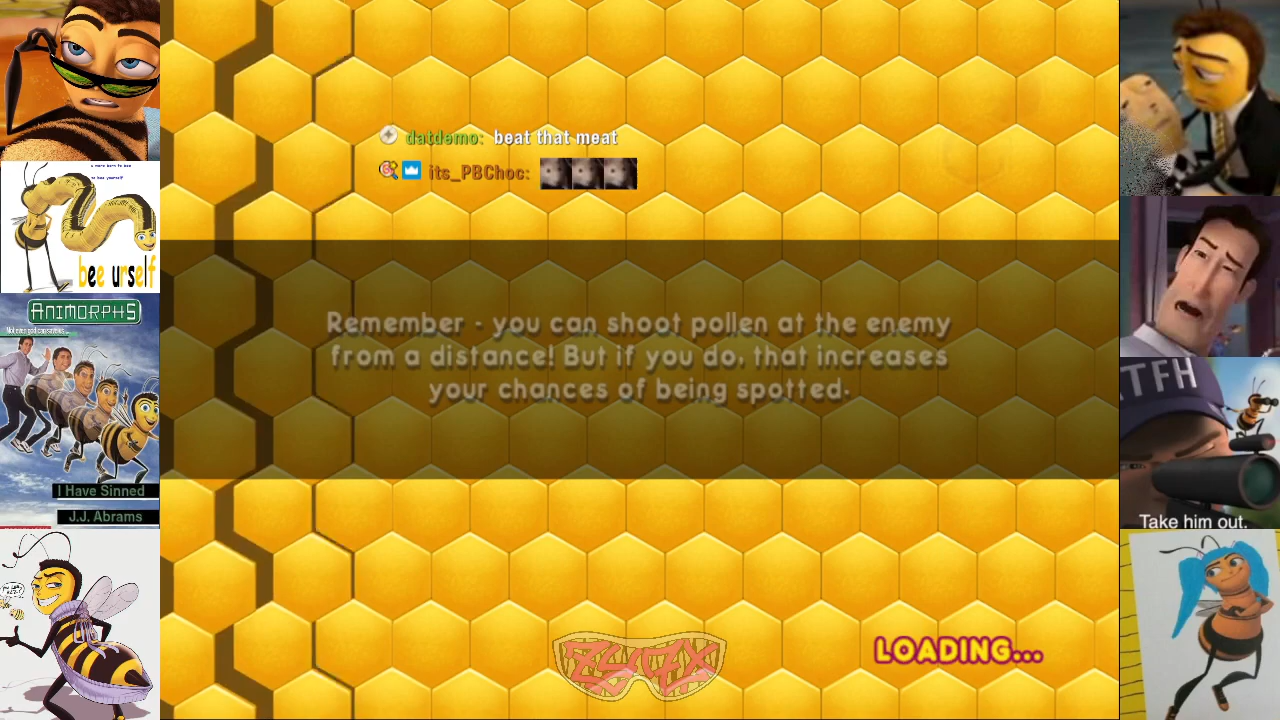 datdemo: beat that meat
its_PBChoc:
Remember - you can shoot pollen at the enemy
from a distance! But if you do, that increases
your chances of being spotted.
LOADING...
bee urself
ANIMORPHS
I Have Sinned
J.J. Abrams
TFH
Take him out.